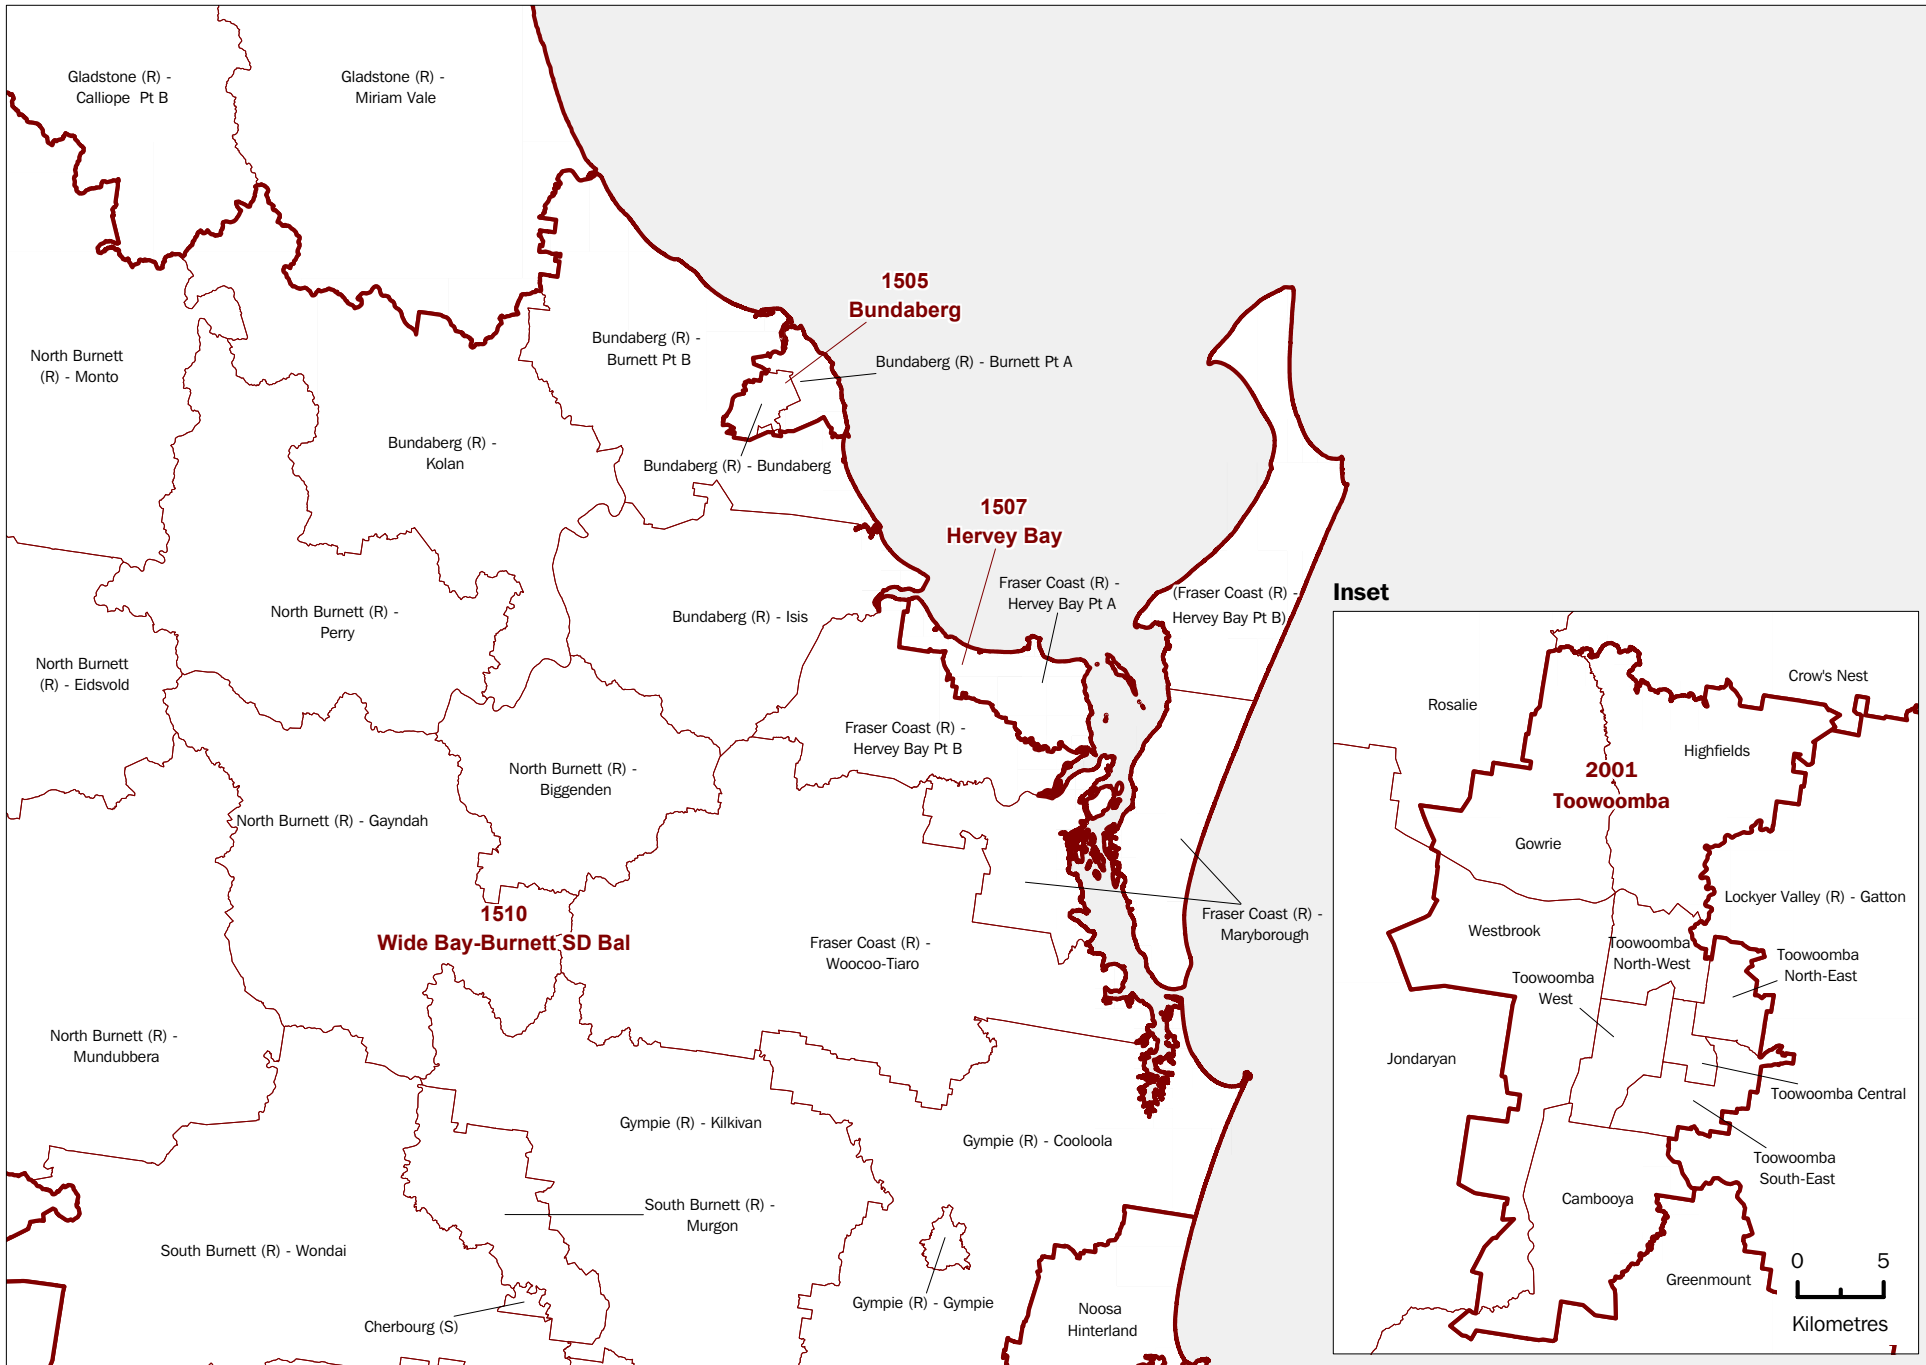 Gladstone (R) -
Calliope Pt B
Gladstone (R) -
Miriam Vale
1505
Bundaberg
Bundaberg (R) -
Burnett Pt B
North Burnett
(R) - Monto
Bundaberg (R) - Burnett Pt A
Bundaberg (R) -
Kolan
Bundaberg (R) - Bundaberg
1507
Hervey Bay
Fraser Coast (R) -
Hervey Bay Pt A
(Fraser Coast (R) -
Hervey Bay Pt B)
North Burnett (R) -
Perry
Bundaberg (R) - Isis
North Burnett
(R) - Eidsvold
Fraser Coast (R) -
Hervey Bay Pt B
North Burnett (R) -
Biggenden
North Burnett (R) - Gayndah
1510
Wide Bay-Burnett SD Bal
Fraser Coast (R) -
Woocoo-Tiaro
Fraser Coast (R) -
Maryborough
North Burnett (R) -
Mundubbera
Gympie (R) - Kilkivan
Gympie (R) - Cooloola
South Burnett (R) -
Murgon
South Burnett (R) - Wondai
Gympie (R) - Gympie
Cherbourg (S)
Noosa
Hinterland
Inset
Crow's Nest
Rosalie
Highfields
2001
Toowoomba
Gowrie
Lockyer Valley (R) - Gatton
Westbrook
Toowoomba
North-West
Toowoomba
North-East
Toowoomba
West
Jondaryan
Toowoomba Central
Toowoomba
South-East
Cambooya
Greenmount
0 5
Kilometres